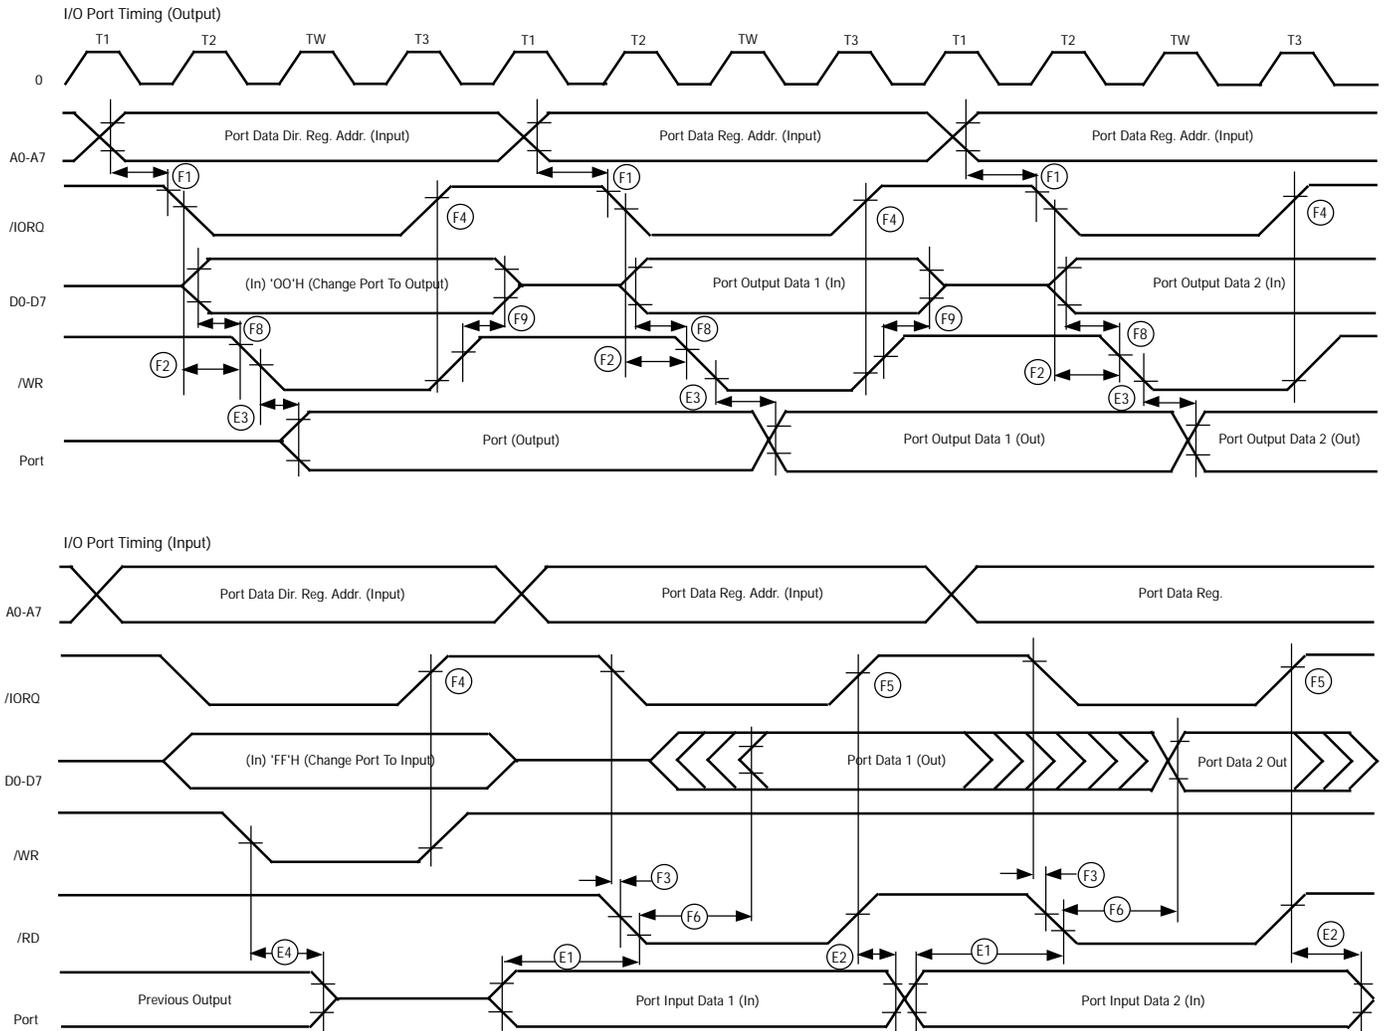 I/O Port Timing (Output)
T1 T2 TW T3 T1 T2 TW T3 T1 T2 TW T3
0
Port Data Dir. Reg. Addr. (Input) Port Data Reg. Addr. (Input) Port Data Reg. Addr. (Input)
A0-A7
F1 F1 F1
F4 F4 F4
/IORQ
(In) 'OO'H (Change Port To Output) Port Output Data 1 (In) Port Output Data 2 (In)
D0-D7
F8 F9 F8 F9 F8
F2 F2 F2
/WR
E3 E3 E3
Port (Output) Port Output Data 1 (Out) Port Output Data 2 (Out)
Port
I/O Port Timing (Input)
Port Data Dir. Reg. Addr. (Input) Port Data Reg. Addr. (Input) Port Data Reg.
A0-A7
F4 F5 F5
/IORQ
(In) 'FF'H (Change Port To Input) Port Data 1 (Out) Port Data 2 Out
D0-D7
/WR
F3 F3
F6 F6
/RD
E4 E1 E2 E1 E2
Previous Output Port Input Data 1 (In) Port Input Data 2 (In)
Port